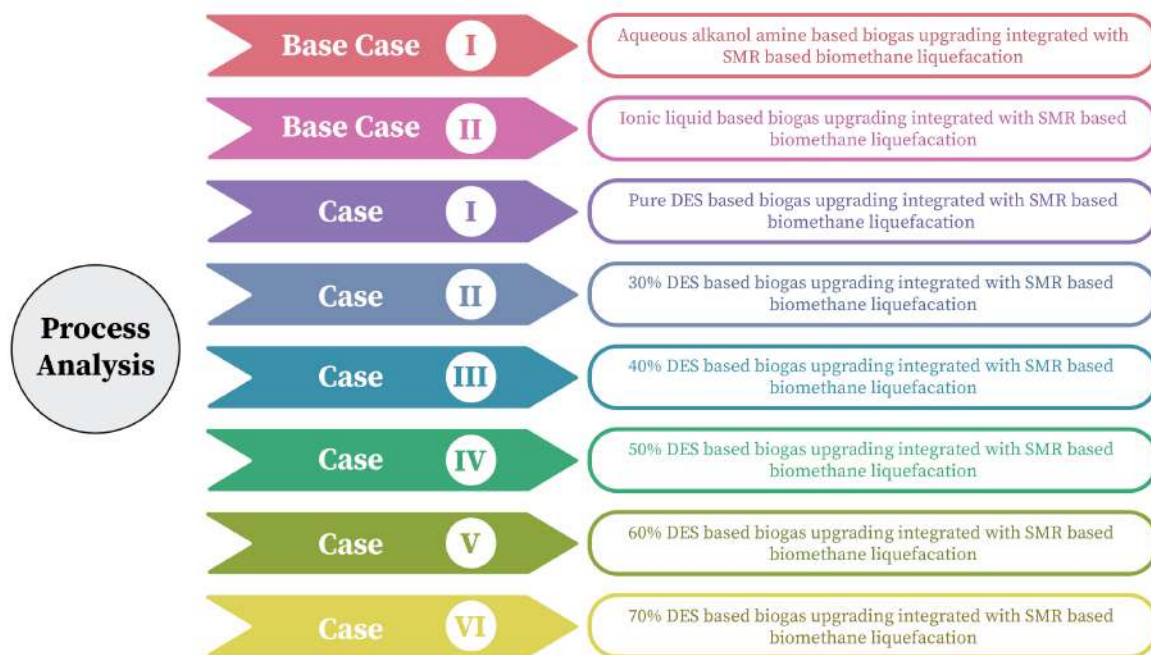 Base Case I
Aqueous alkanol amine based biogas upgrading integrated with
SMR based biomethane liquefacation
Base Case II
Ionic liquid based biogas upgrading integrated with SMR based
biomethane liquefacation
Case I
Pure DES based biogas upgrading integrated with SMR based
biomethane liquefacation
Case II
30% DES based biogas upgrading integrated with SMR based
biomethane liquefacation
Process
Analysis
Case III
40% DES based biogas upgrading integrated with SMR based
biomethane liquefacation
Case IV
50% DES based biogas upgrading integrated with SMR based
biomethane liquefacation
Case V
60% DES based biogas upgrading integrated with SMR based
biomethane liquefacation
Case VI
70% DES based biogas upgrading integrated with SMR based
biomethane liquefacation